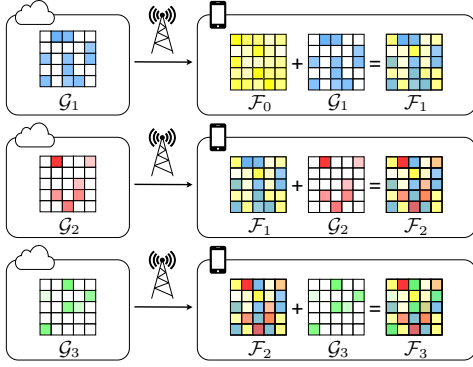 + =
𝒢₁ ℱ₀ 𝒢₁ ℱ₁
+ =
𝒢₂ ℱ₁ 𝒢₂ ℱ₂
+ =
𝒢₃ ℱ₂ 𝒢₃ ℱ₃